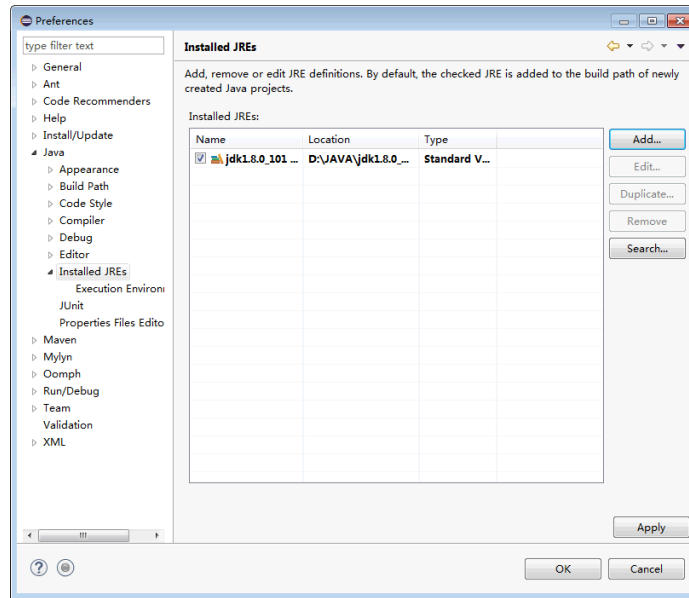 Preferences
type filter text
General
Ant
Code Recommenders
Help
Install/Update
Java
Appearance
Build Path
Code Style
Compiler
Debug
Editor
Installed JREs
Execution Environ
JUnit
Properties Files Edito
Maven
Mylyn
Oomph
Run/Debug
Team
Validation
XML
Installed JREs
Add, remove or edit JRE definitions. By default, the checked JRE is added to the build path of newly
created Java projects.
Installed JREs:
Name Location Type
jdk1.8.0_101 ... D:\JAVA\jdk1.8.0_... Standard V...
Add...
Edit...
Duplicate...
Remove
Search...
Apply
OK Cancel